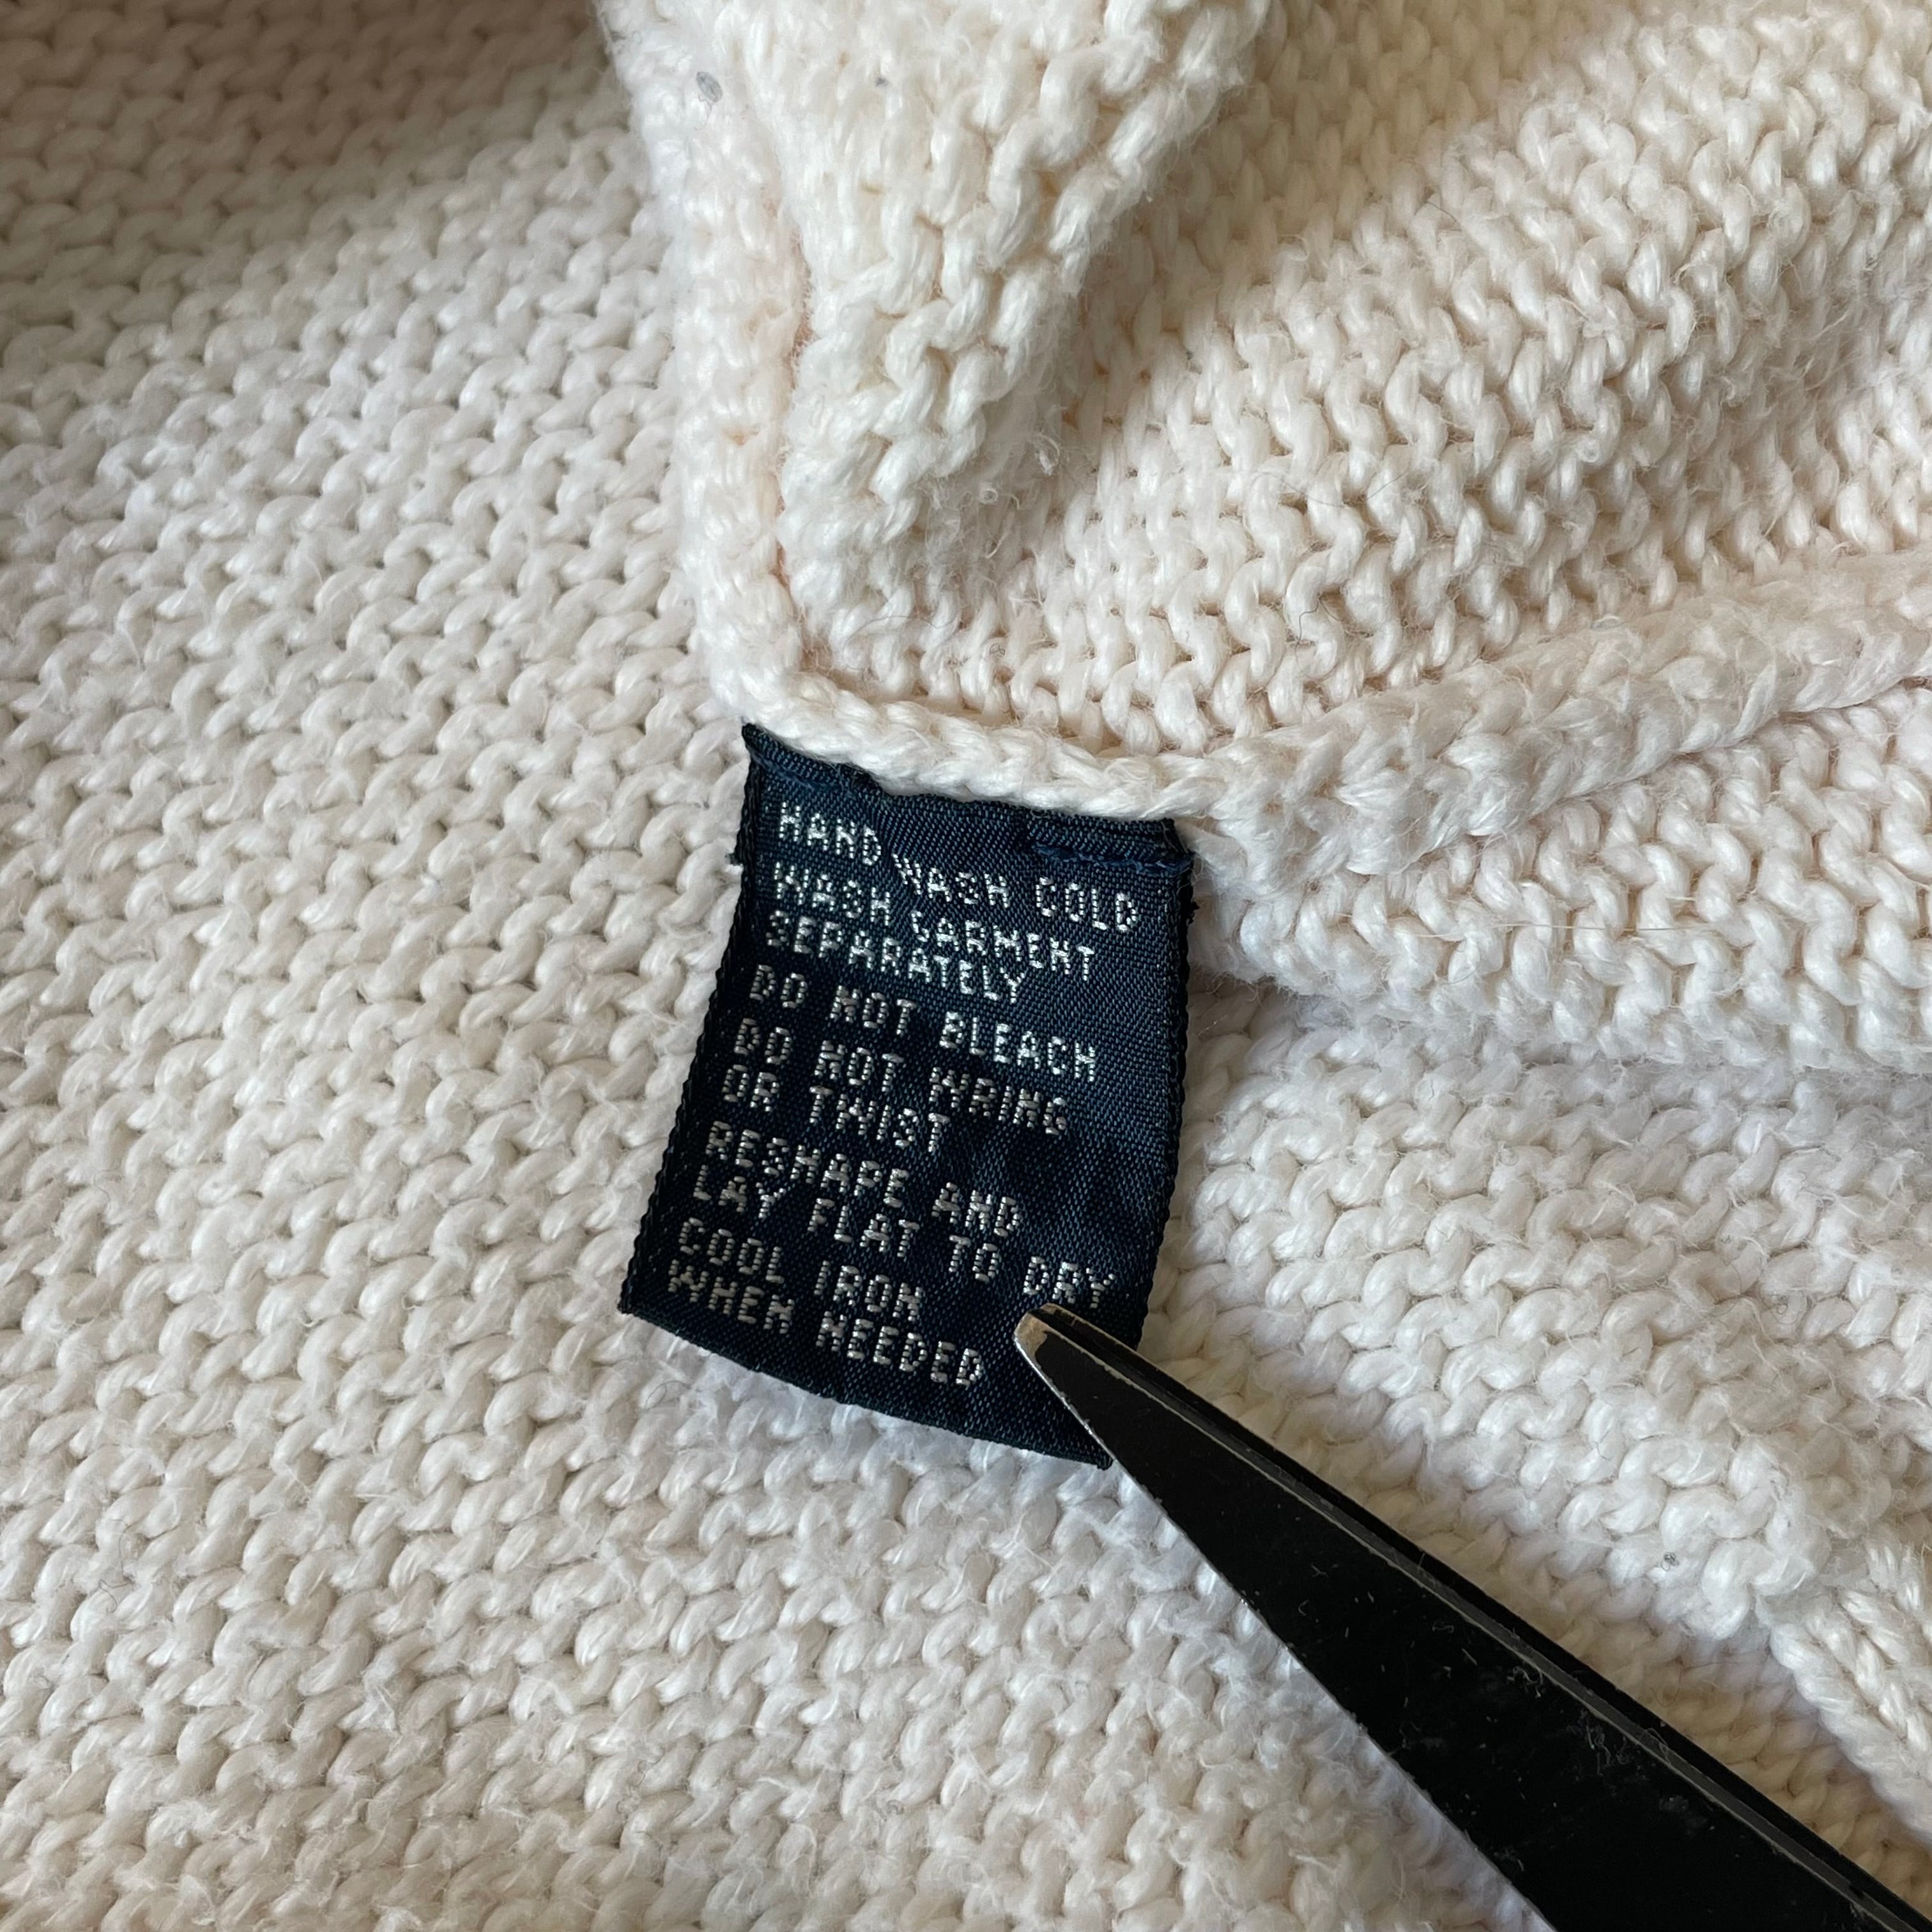 HAND WASH COLD
WASH GARMENT
SEPARATELY
DO NOT BLEACH
DO NOT WRING
OR TWIST
RESHAPE AND
LAY FLAT TO DRY
COOL IRON
WHEN NEEDED